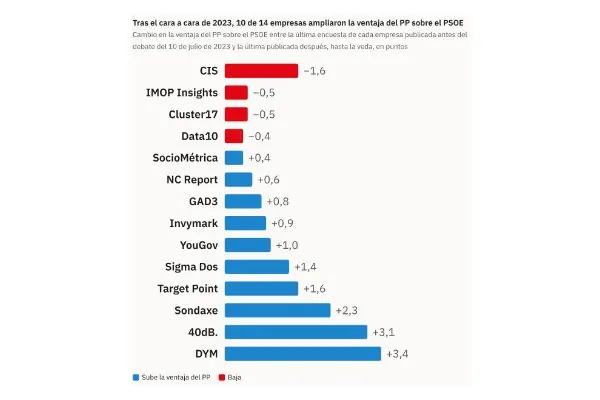 Tras el cara a cara de 2023, 10 de 14 empresas ampliaron la ventaja del PP sobre el PSOE
Cambio en la ventaja del PP sobre el PSOE entre la última encuesta de cada empresa publicada antes del
debate del 10 de julio de 2023 y la última publicada después, hasta la veda, en puntos
CIS −1,6
IMOP Insights −0,5
Cluster17 −0,5
Data10 −0,4
SocioMétrica +0,4
NC Report +0,6
GAD3 +0,8
Invymark +0,9
YouGov +1,0
Sigma Dos +1,4
Target Point +1,6
Sondaxe +2,3
40dB. +3,1
DYM +3,4
Sube la ventaja del PP Baja